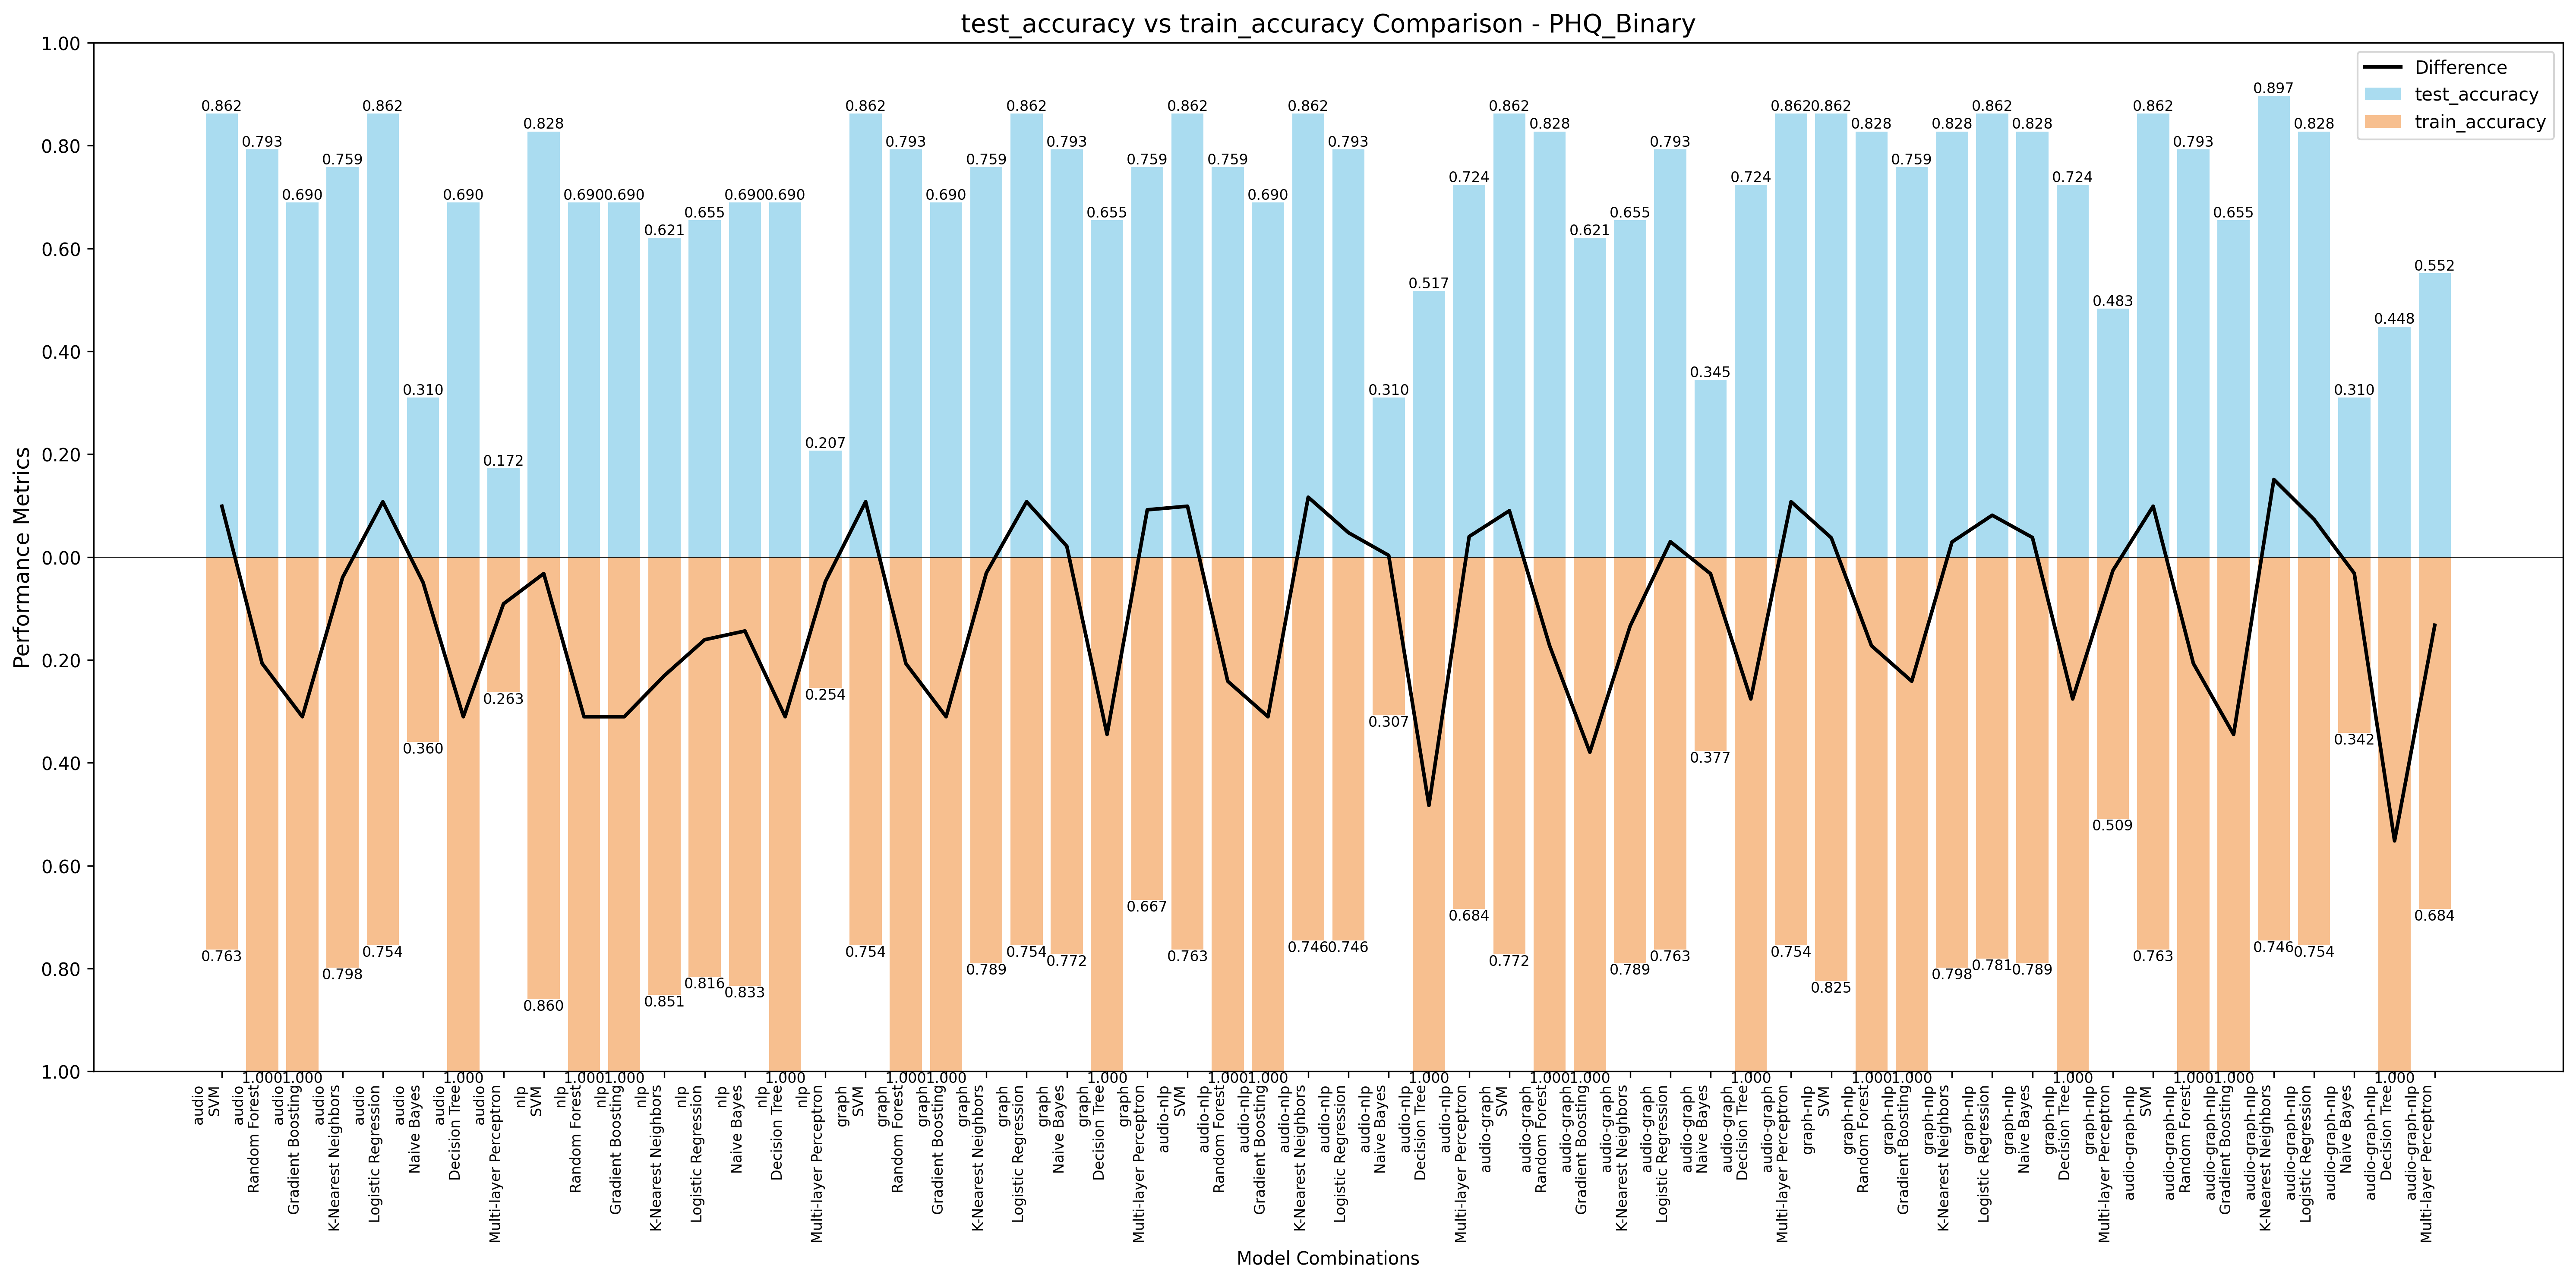 test_accuracy vs train_accuracy Comparison - PHQ_Binary
Difference
test_accuracy
train_accuracy
Performance Metrics
1.00
0.80
0.60
0.40
0.20
0.00
0.20
0.40
0.60
0.80
1.00
0.862
0.793
0.690
0.759
0.862
0.310
0.690
0.172
0.828
0.690
0.690
0.621
0.655
0.690
0.690
0.207
0.862
0.793
0.690
0.759
0.862
0.793
0.655
0.759
0.862
0.759
0.690
0.862
0.793
0.310
0.517
0.724
0.862
0.828
0.621
0.655
0.793
0.345
0.724
0.862
0.862
0.828
0.759
0.828
0.862
0.828
0.724
0.483
0.862
0.793
0.655
0.897
0.828
0.310
0.448
0.552
0.763
1.000
1.000
0.798
0.754
0.360
1.000
0.263
0.860
1.000
1.000
0.851
0.816
0.833
1.000
0.254
0.754
1.000
1.000
0.789
0.754
0.772
1.000
0.667
0.763
1.000
1.000
0.746
0.746
0.307
1.000
0.684
0.772
1.000
1.000
0.789
0.763
0.377
1.000
0.754
0.825
1.000
1.000
0.798
0.781
0.789
1.000
0.509
0.763
1.000
1.000
0.746
0.754
0.342
1.000
0.684
audio
SVM
audio
Random Forest
audio
Gradient Boosting
audio
K-Nearest Neighbors
audio
Logistic Regression
audio
Naive Bayes
audio
Decision Tree
audio
Multi-layer Perceptron
nlp
SVM
nlp
Random Forest
nlp
Gradient Boosting
nlp
K-Nearest Neighbors
nlp
Logistic Regression
nlp
Naive Bayes
nlp
Decision Tree
nlp
Multi-layer Perceptron
graph
SVM
graph
Random Forest
graph
Gradient Boosting
graph
K-Nearest Neighbors
graph
Logistic Regression
graph
Naive Bayes
graph
Decision Tree
graph
Multi-layer Perceptron
audio-nlp
SVM
audio-nlp
Random Forest
audio-nlp
Gradient Boosting
audio-nlp
K-Nearest Neighbors
audio-nlp
Logistic Regression
audio-nlp
Naive Bayes
audio-nlp
Decision Tree
audio-nlp
Multi-layer Perceptron
audio-graph
SVM
audio-graph
Random Forest
audio-graph
Gradient Boosting
audio-graph
K-Nearest Neighbors
audio-graph
Logistic Regression
audio-graph
Naive Bayes
audio-graph
Decision Tree
audio-graph
Multi-layer Perceptron
graph-nlp
SVM
graph-nlp
Random Forest
graph-nlp
Gradient Boosting
graph-nlp
K-Nearest Neighbors
graph-nlp
Logistic Regression
graph-nlp
Naive Bayes
graph-nlp
Decision Tree
graph-nlp
Multi-layer Perceptron
audio-graph-nlp
SVM
audio-graph-nlp
Random Forest
audio-graph-nlp
Gradient Boosting
audio-graph-nlp
K-Nearest Neighbors
audio-graph-nlp
Logistic Regression
audio-graph-nlp
Naive Bayes
audio-graph-nlp
Decision Tree
audio-graph-nlp
Multi-layer Perceptron
Model Combinations